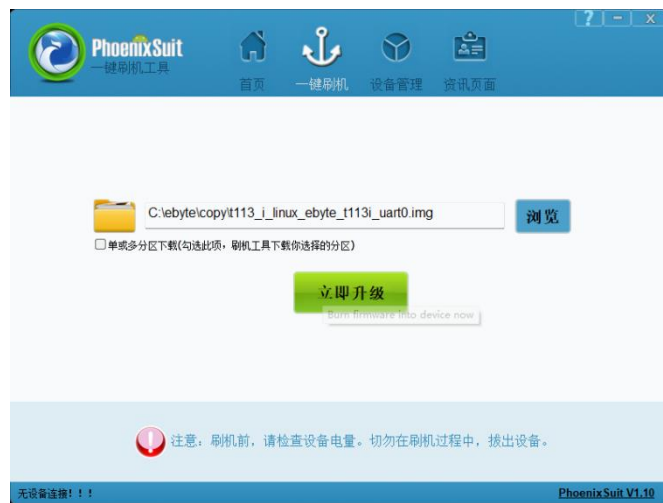 ? - x
PhoenixSuit
一键刷机工具
首页 一键刷机 设备管理 资讯页面
C:\ebyte\copy\t113_i_linux_ebyte_t113i_uart0.img
浏览
单或多分区下载(勾选此项，刷机工具下载你选择的分区)
立即升级
Burn firmware into device now
注意：刷机前，请检查设备电量。切勿在刷机过程中，拔出设备。
无设备连接！！！
PhoenixSuit V1.10